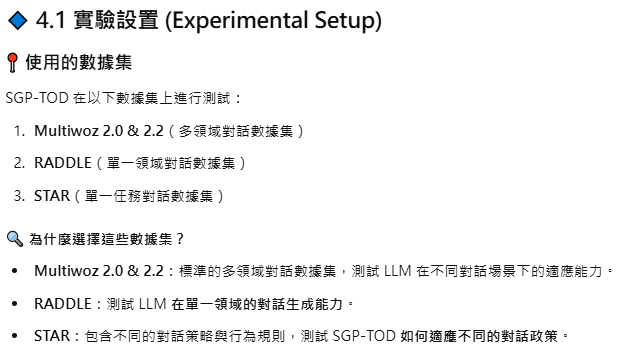 4.1 實驗設置 (Experimental Setup)
使用的數據集
SGP-TOD 在以下數據集上進行測試：
1. Multiwoz 2.0 & 2.2（多領域對話數據集）
2. RADDLE（單一領域對話數據集）
3. STAR（單一任務對話數據集）
為什麼選擇這些數據集？
• Multiwoz 2.0 & 2.2：標準的多領域對話數據集，測試 LLM 在不同對話場景下的適應能力。
• RADDLE：測試 LLM 在單一領域的對話生成能力。
• STAR：包含不同的對話策略與行為規則，測試 SGP-TOD 如何適應不同的對話政策。